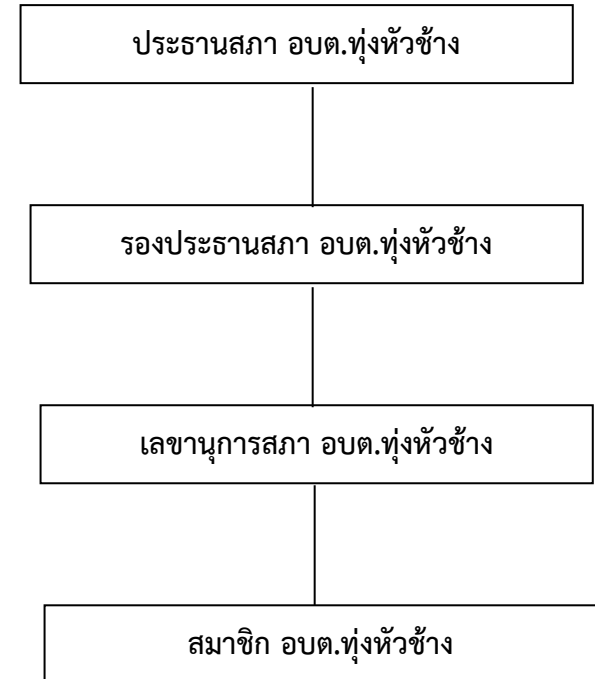 ประธานสภา อบต.ทุ่งหัวช้าง
รองประธานสภา อบต.ทุ่งหัวช้าง
เลขานุการสภา อบต.ทุ่งหัวช้าง
สมาชิก อบต.ทุ่งหัวช้าง